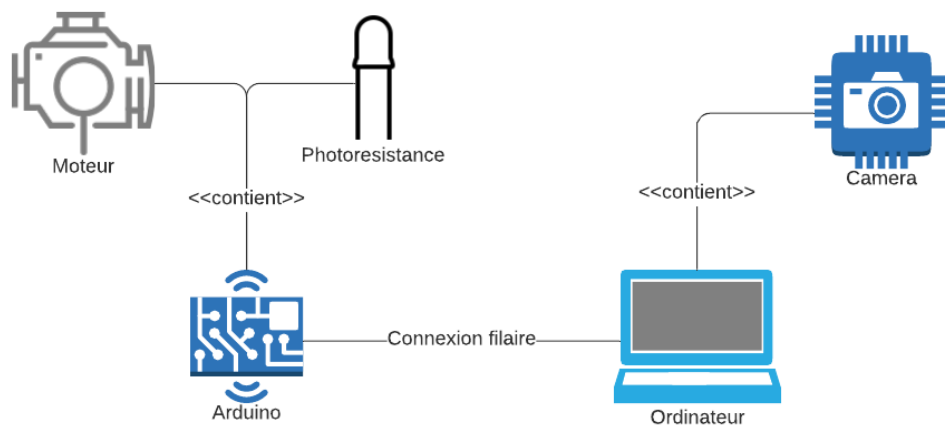 Moteur
Photoresistance
Camera
<<contient>>
<<contient>>
Connexion filaire
Arduino
Ordinateur